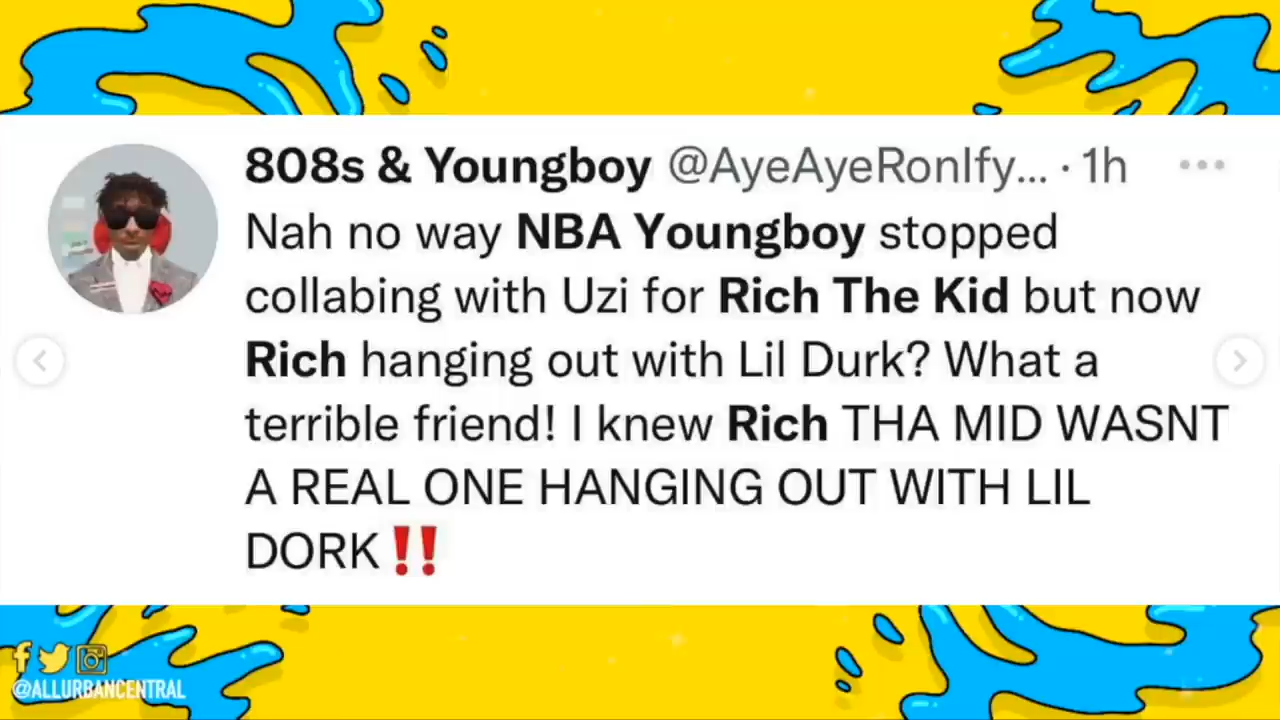 808s & Youngboy @AyeAyeRonIfy... · 1h
Nah no way NBA Youngboy stopped
collabing with Uzi for Rich The Kid but now
Rich hanging out with Lil Durk? What a
terrible friend! I knew Rich THA MID WASNT
A REAL ONE HANGING OUT WITH LIL
DORK‼️
@ALLURBANCENTRAL